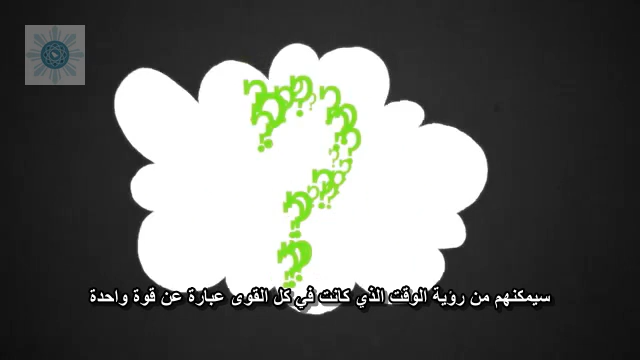 سيمكنهم من رؤية الوقت الذي كانت في كل القوى عبارة عن قوة واحدة